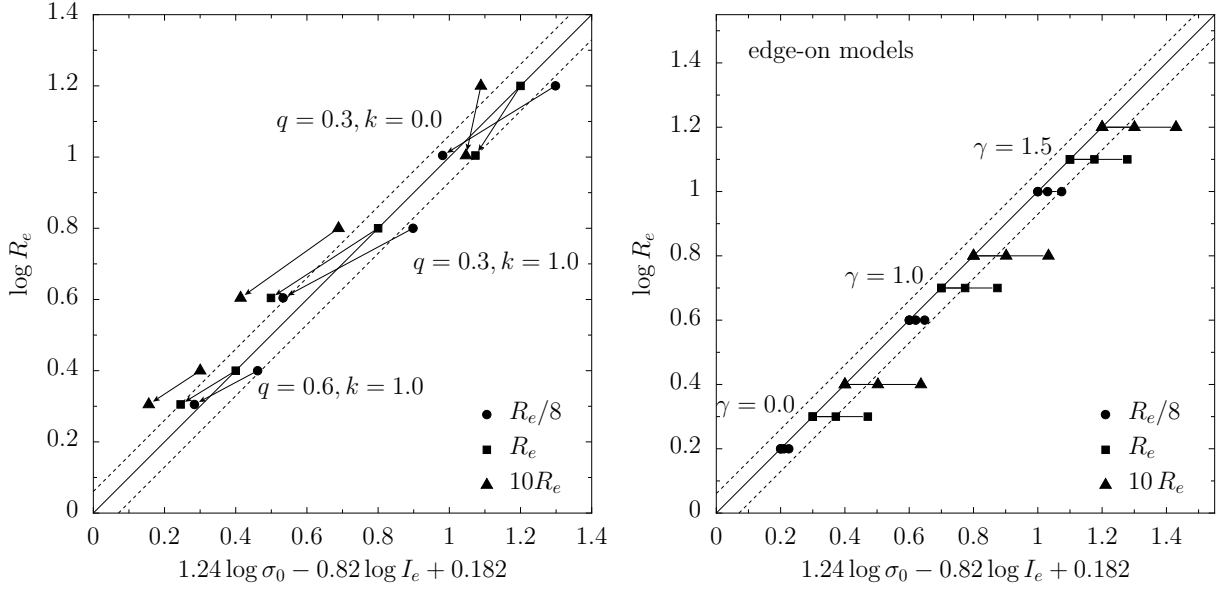 1.4
1.2
1
0.8
0.6
0.4
0.2
0
log R_e
q = 0.3, k = 0.0
q = 0.3, k = 1.0
q = 0.6, k = 1.0
R_e/8
R_e
10R_e
0 0.2 0.4 0.6 0.8 1 1.2 1.4
1.24 log σ_0 − 0.82 log I_e + 0.182
edge-on models
1.4
1.2
1
0.8
0.6
0.4
0.2
0
log R_e
γ = 1.5
γ = 1.0
γ = 0.0
R_e/8
R_e
10 R_e
0 0.2 0.4 0.6 0.8 1 1.2 1.4
1.24 log σ_0 − 0.82 log I_e + 0.182